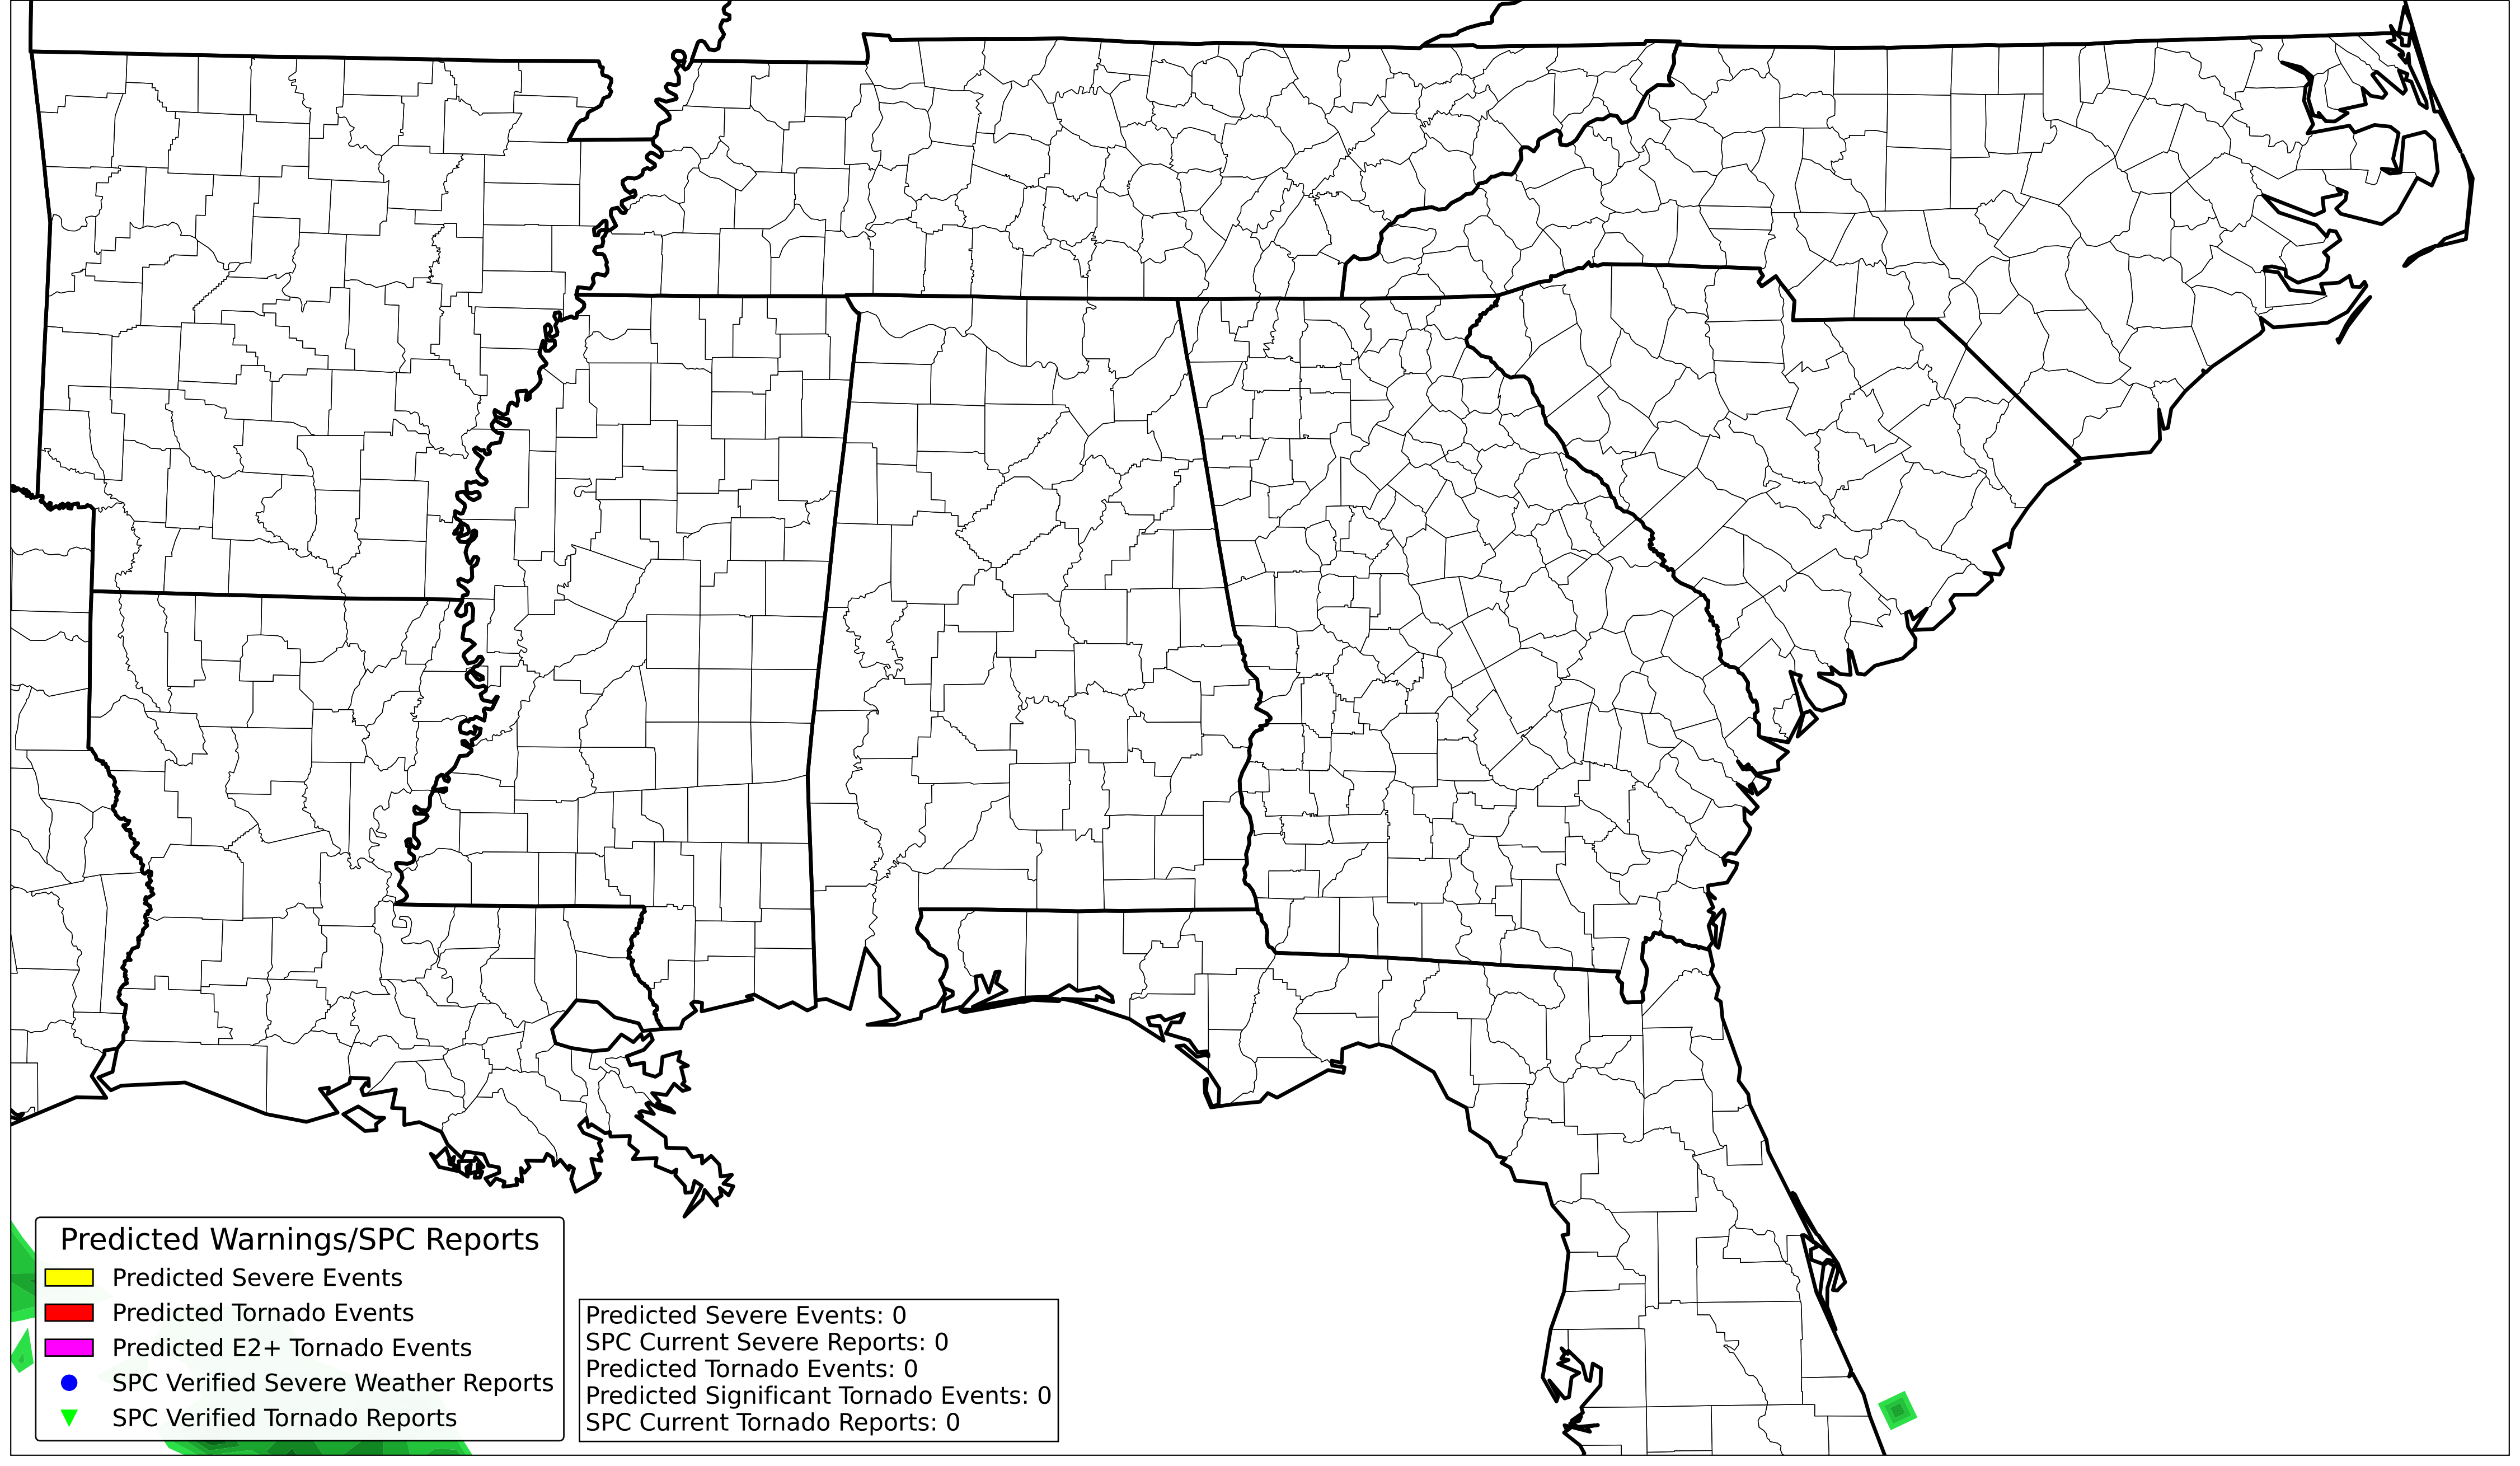 Predicted Warnings/SPC Reports
Predicted Severe Events
Predicted Tornado Events
Predicted E2+ Tornado Events
SPC Verified Severe Weather Reports
SPC Verified Tornado Reports
Predicted Severe Events: 0
SPC Current Severe Reports: 0
Predicted Tornado Events: 0
Predicted Significant Tornado Events: 0
SPC Current Tornado Reports: 0